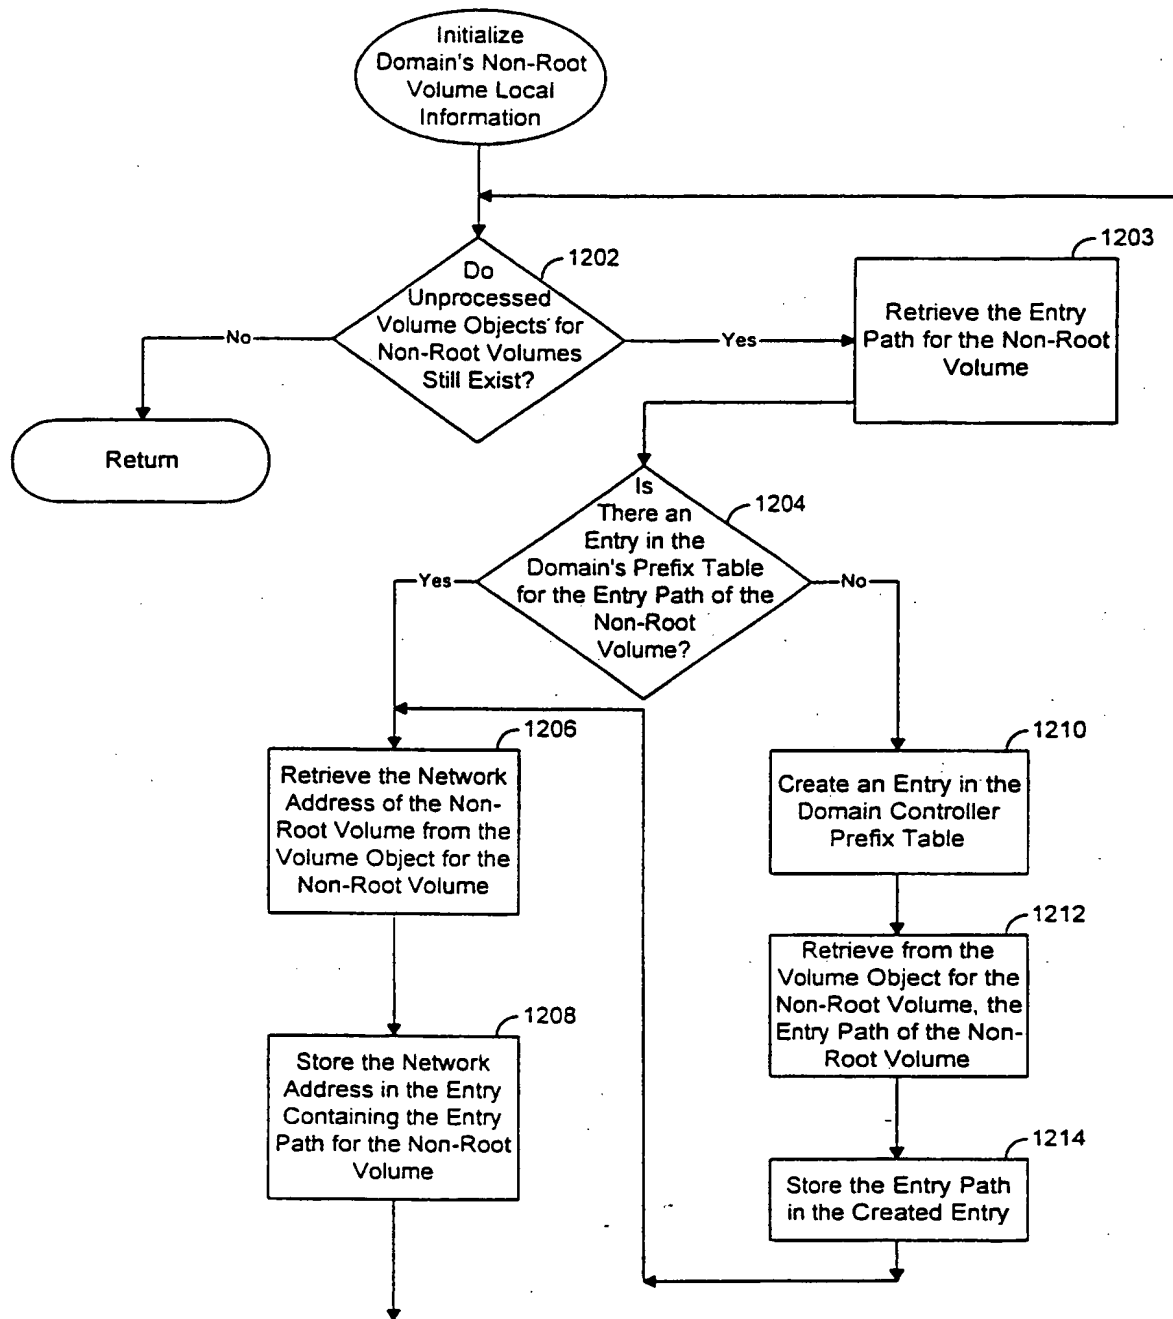 Initialize
Domain's Non-Root
Volume Local
Information
1202
Do
Unprocessed
Volume Objects for
Non-Root Volumes
Still Exist?
No
Yes
1203
Retrieve the Entry
Path for the Non-Root
Volume
Return
1204
Is
There an
Entry in the
Domain's Prefix Table
for the Entry Path of the
Non-Root
Volume?
Yes
No
1206
Retrieve the Network
Address of the Non-
Root Volume from the
Volume Object for the
Non-Root Volume
1210
Create an Entry in the
Domain Controller
Prefix Table
1212
Retrieve from the
Volume Object for the
Non-Root Volume, the
Entry Path of the Non-
Root Volume
1208
Store the Network
Address in the Entry
Containing the Entry
Path for the Non-Root
Volume
1214
Store the Entry Path
in the Created Entry